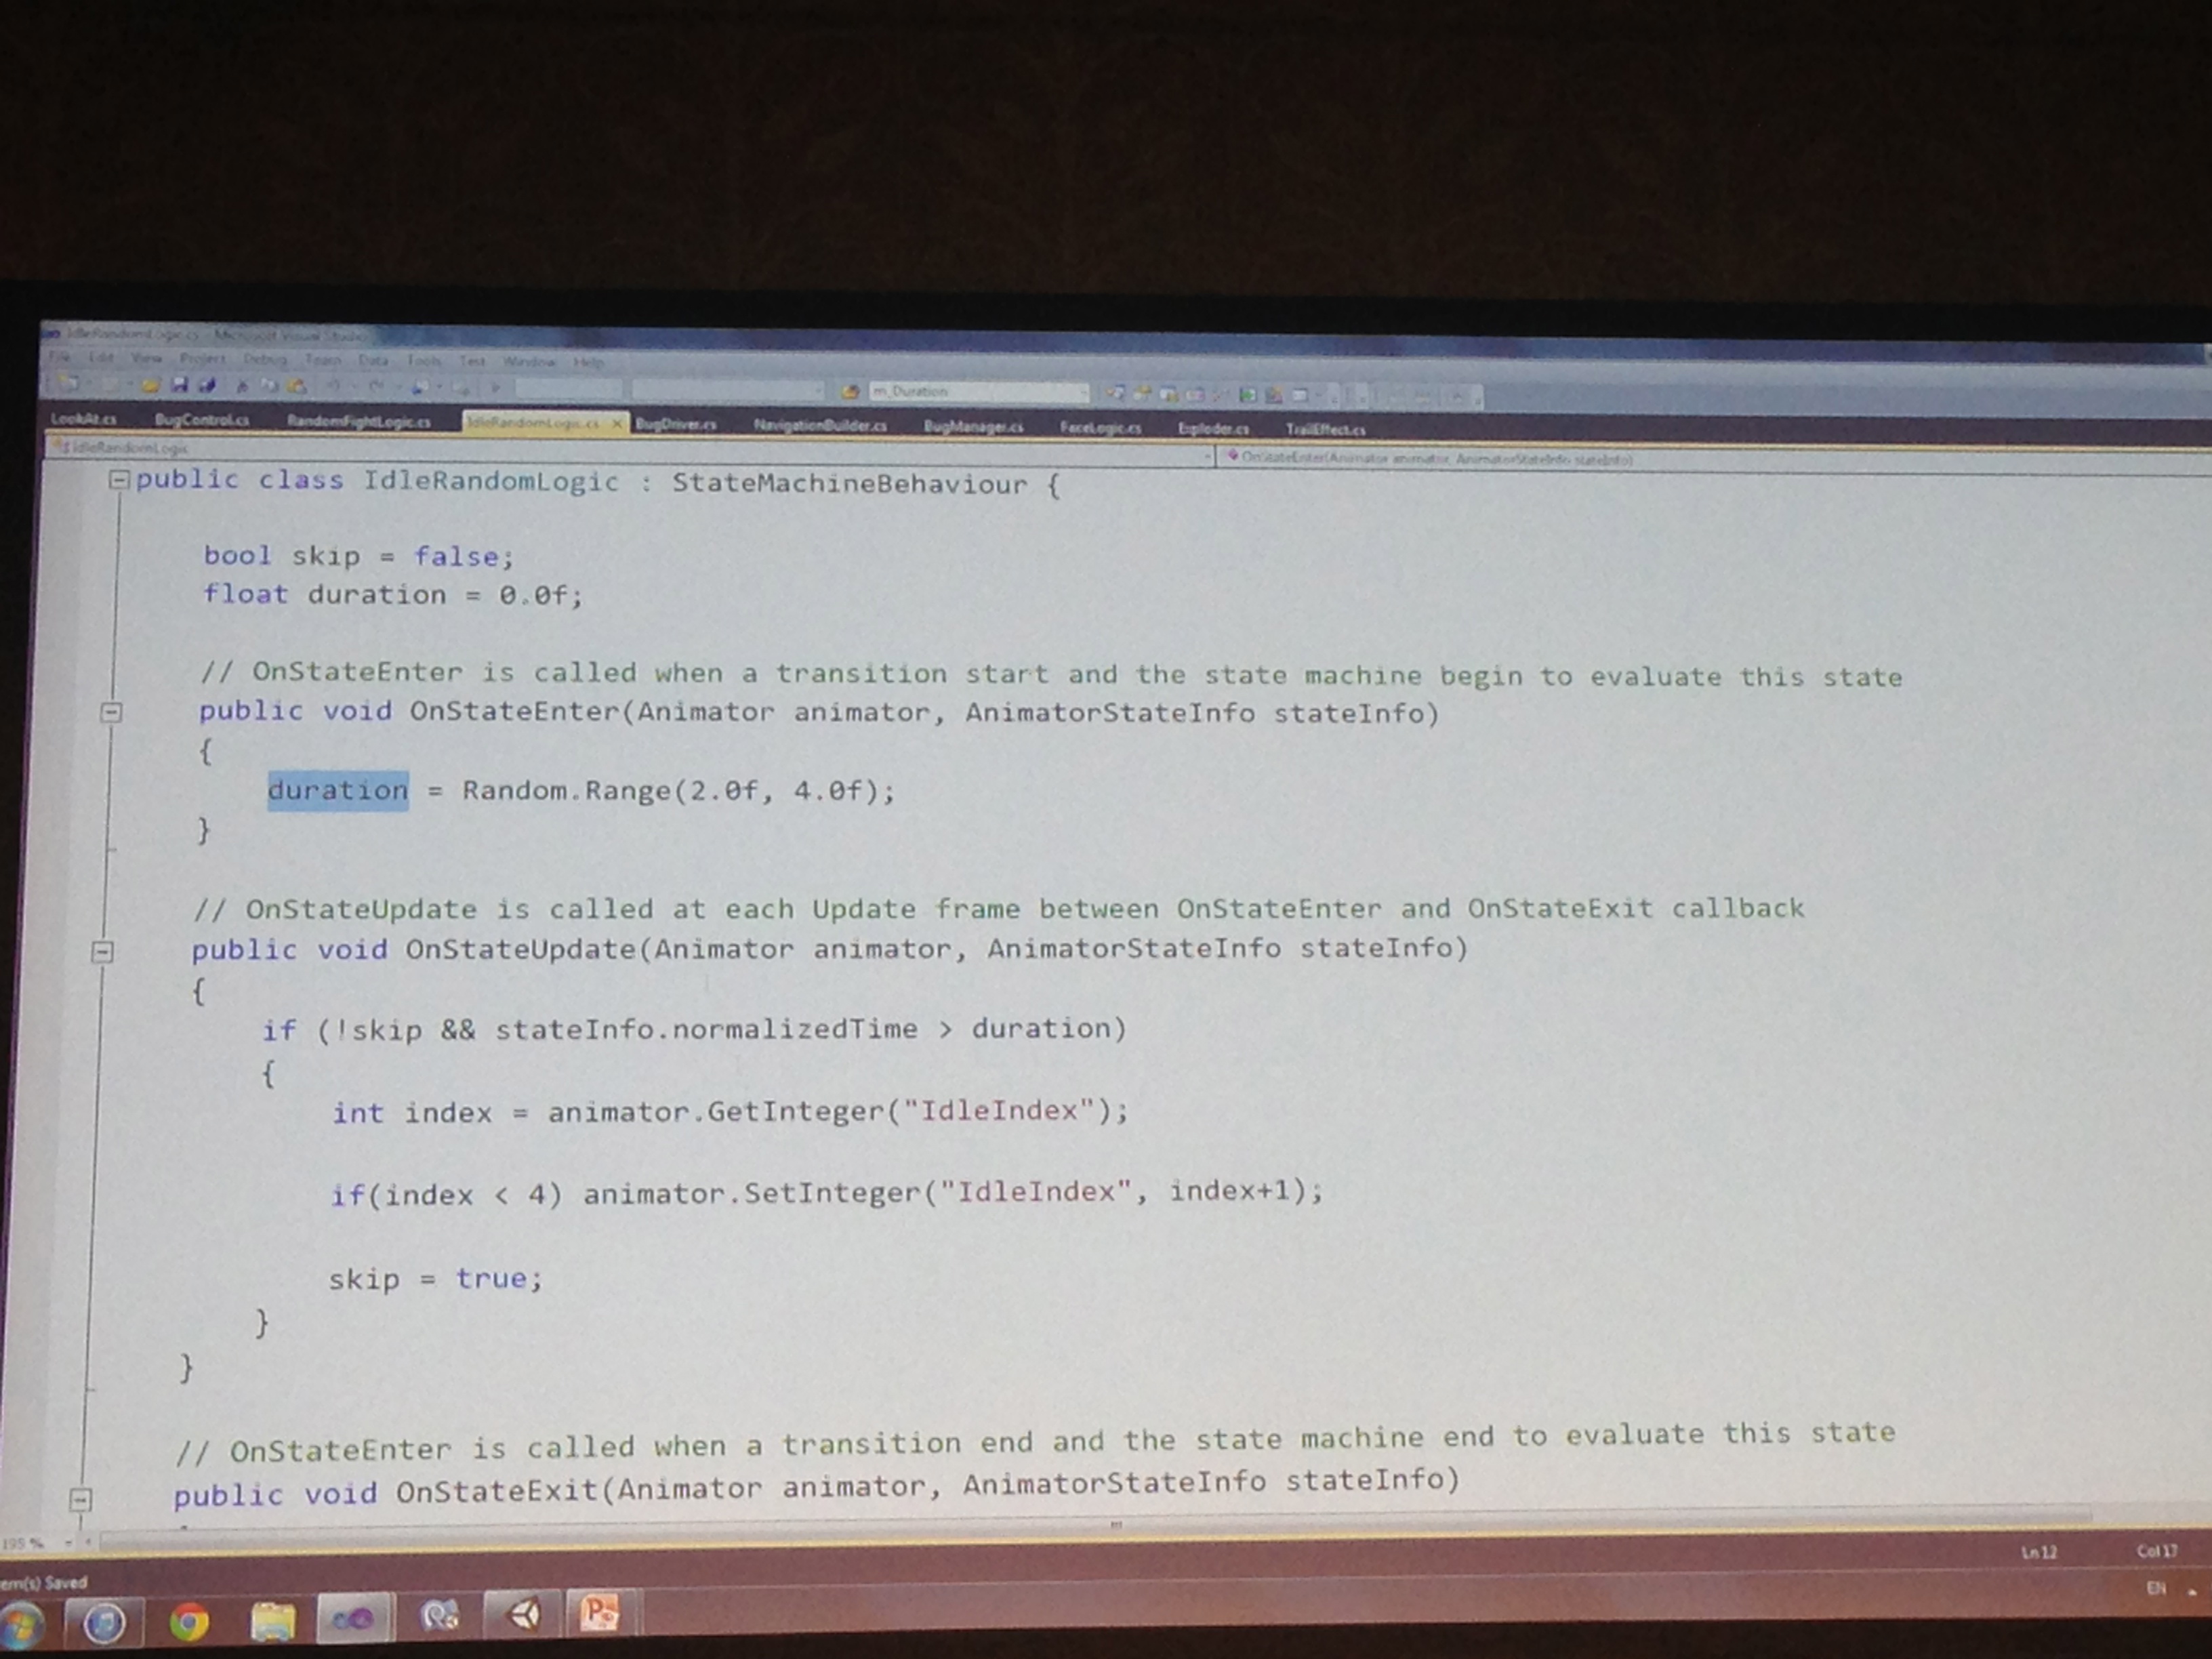 IdleRandomLogic.cs - Microsoft Visual Studio
File Edit View Project Debug Team Data Tools Test Window Help
m_Duration
LookAt.cs BugControl.cs RandomFightLogic.cs IdleRandomLogic.cs × BugDriver.cs NavigationBuilder.cs BugManager.cs FaceLogic.cs Exploder.cs TrailEffect.cs
IdleRandomLogic OnStateEnter(Animator animator, AnimatorStateInfo stateInfo)
public class IdleRandomLogic : StateMachineBehaviour {
bool skip = false;
float duration = 0.0f;
// OnStateEnter is called when a transition start and the state machine begin to evaluate this state
public void OnStateEnter(Animator animator, AnimatorStateInfo stateInfo)
{
duration = Random.Range(2.0f, 4.0f);
}
// OnStateUpdate is called at each Update frame between OnStateEnter and OnStateExit callback
public void OnStateUpdate(Animator animator, AnimatorStateInfo stateInfo)
{
if (!skip && stateInfo.normalizedTime > duration)
{
int index = animator.GetInteger("IdleIndex");
if(index < 4) animator.SetInteger("IdleIndex", index+1);
skip = true;
}
}
// OnStateEnter is called when a transition end and the state machine end to evaluate this state
public void OnStateExit(Animator animator, AnimatorStateInfo stateInfo)
Ln 12 Col 17
em(s) Saved
EN